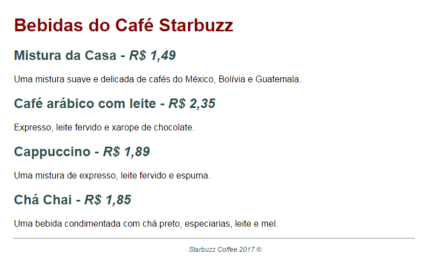 Bebidas do Café Starbuzz
Mistura da Casa - R$ 1,49
Uma mistura suave e delicada de cafés do México, Bolívia e Guatemala.
Café arábico com leite - R$ 2,35
Expresso, leite fervido e xarope de chocolate.
Cappuccino - R$ 1,89
Uma mistura de expresso, leite fervido e espuma.
Chá Chai - R$ 1,85
Uma bebida condimentada com chá preto, especiarias, leite e mel.
Starbuzz Coffee 2017 ©